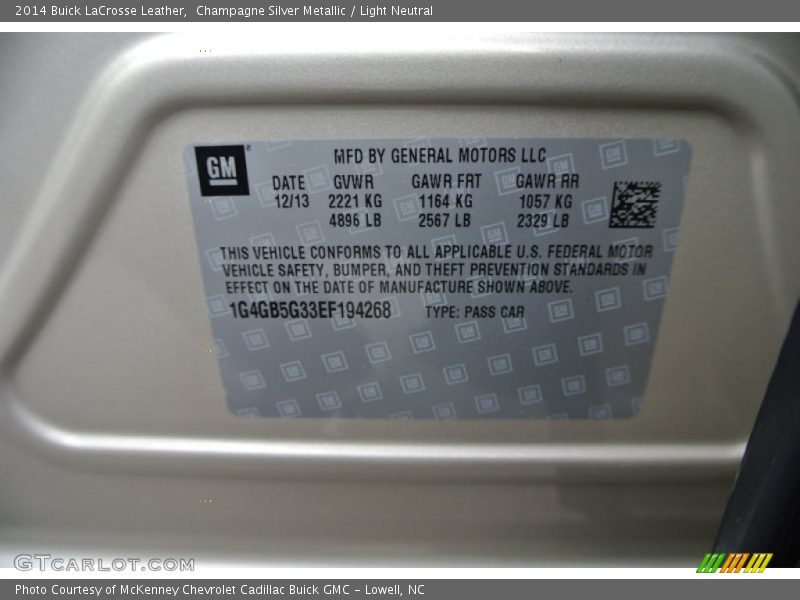 2014 Buick LaCrosse Leather,  Champagne Silver Metallic / Light Neutral
GM
MFD BY GENERAL MOTORS LLC
DATE GVWR GAWR FRT GAWR RR
12/13 2221 KG 1164 KG 1057 KG
4896 LB 2567 LB 2329 LB
THIS VEHICLE CONFORMS TO ALL APPLICABLE U.S. FEDERAL MOTOR
VEHICLE SAFETY, BUMPER, AND THEFT PREVENTION STANDARDS IN
EFFECT ON THE DATE OF MANUFACTURE SHOWN ABOVE.
1G4GB5G33EF194268 TYPE: PASS CAR
GTCARLOT.COM
Photo Courtesy of McKenney Chevrolet Cadillac Buick GMC - Lowell, NC